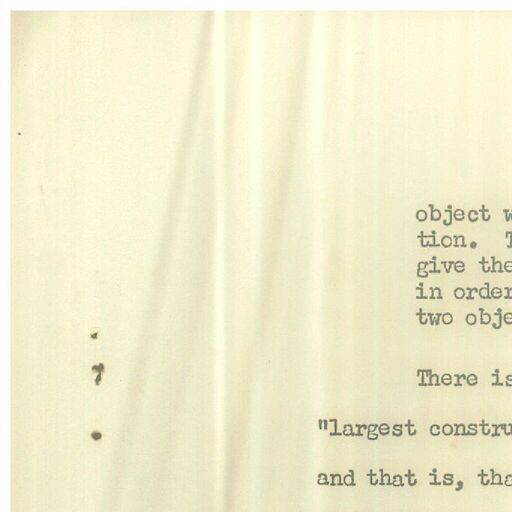 object w
tion. T
give the
in order
two obje
There is
"largest constru
and that is, tha